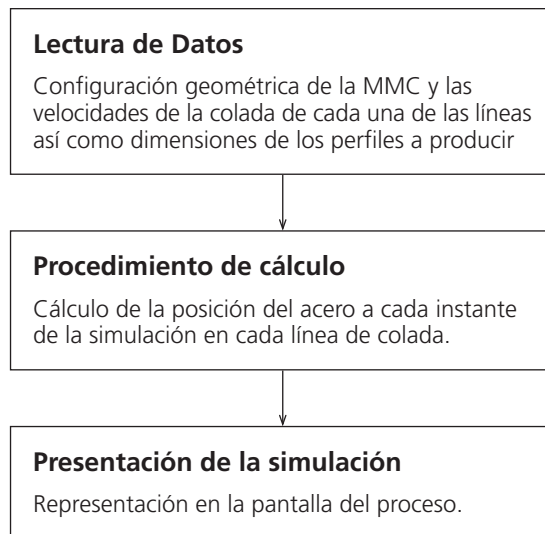 Lectura de Datos
Configuración geométrica de la MMC y las
velocidades de la colada de cada una de las líneas
así como dimensiones de los perfiles a producir
Procedimiento de cálculo
Cálculo de la posición del acero a cada instante
de la simulación en cada línea de colada.
Presentación de la simulación
Representación en la pantalla del proceso.